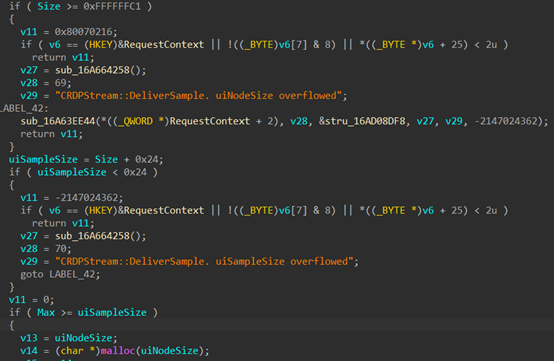 if ( Size >= 0xFFFFFFC1 )
{
v11 = 0x80070216;
if ( v6 == (HKEY)&RequestContext || !((_BYTE)v6[7] & 8) || *((_BYTE *)v6 + 25) < 2u )
return v11;
v27 = sub_16A664258();
v28 = 69;
v29 = "CRDPStream::DeliverSample. uiNodeSize overflowed";
LABEL_42:
sub_16A63EE44(*((_QWORD *)RequestContext + 2), v28, &stru_16AD08DF8, v27, v29, -2147024362);
return v11;
}
uiSampleSize = Size + 0x24;
if ( uiSampleSize < 0x24 )
{
v11 = -2147024362;
if ( v6 == (HKEY)&RequestContext || !((_BYTE)v6[7] & 8) || *((_BYTE *)v6 + 25) < 2u )
return v11;
v27 = sub_16A664258();
v28 = 70;
v29 = "CRDPStream::DeliverSample. uiSampleSize overflowed";
goto LABEL_42;
}
v11 = 0;
if ( Max >= uiSampleSize )
{
v13 = uiNodeSize;
v14 = (char *)malloc(uiNodeSize);